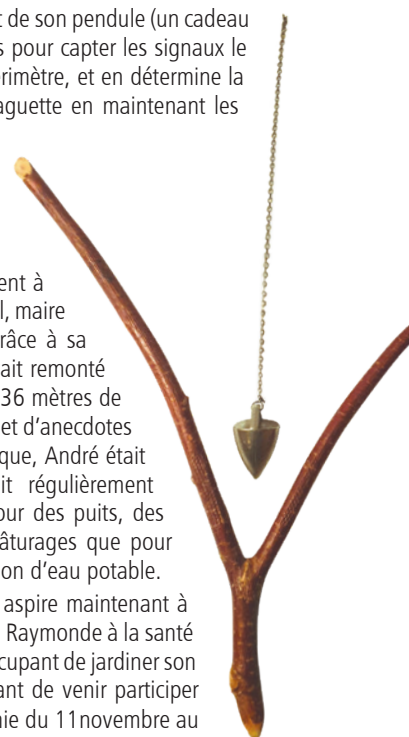 t de son pendule (un cadeau
s pour capter les signaux le
rimètre, et en détermine la
aguette en maintenant les
ent à
l, maire
râce à sa
ait remonté
36 mètres de
et d'anecdotes
que, André était
it régulièrement
our des puits, des
âturages que pour
on d'eau potable.
aspire maintenant à
Raymonde à la santé
cupant de jardiner son
ant de venir participer
nie du 11novembre au